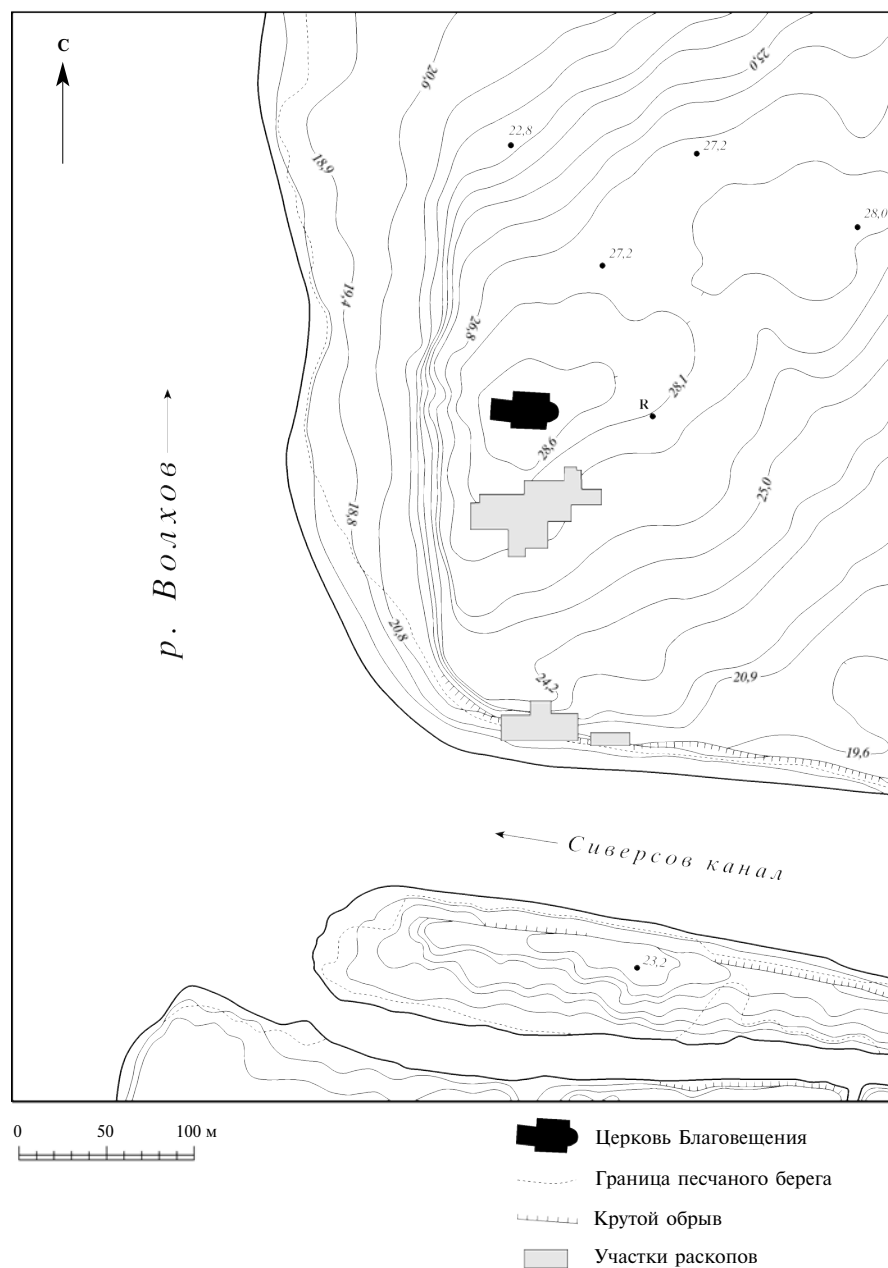 С
20,6
25,0
22,8
27,2
18,9
28,0
27,2
19,4
26,8
28,1
R
28,6
25,0
18,8
р. Волхов
20,8
24,2
20,9
19,6
Сиверсов канал
23,2
0 50 100 м
Церковь Благовещения
Граница песчаного берега
Крутой обрыв
Участки раскопов